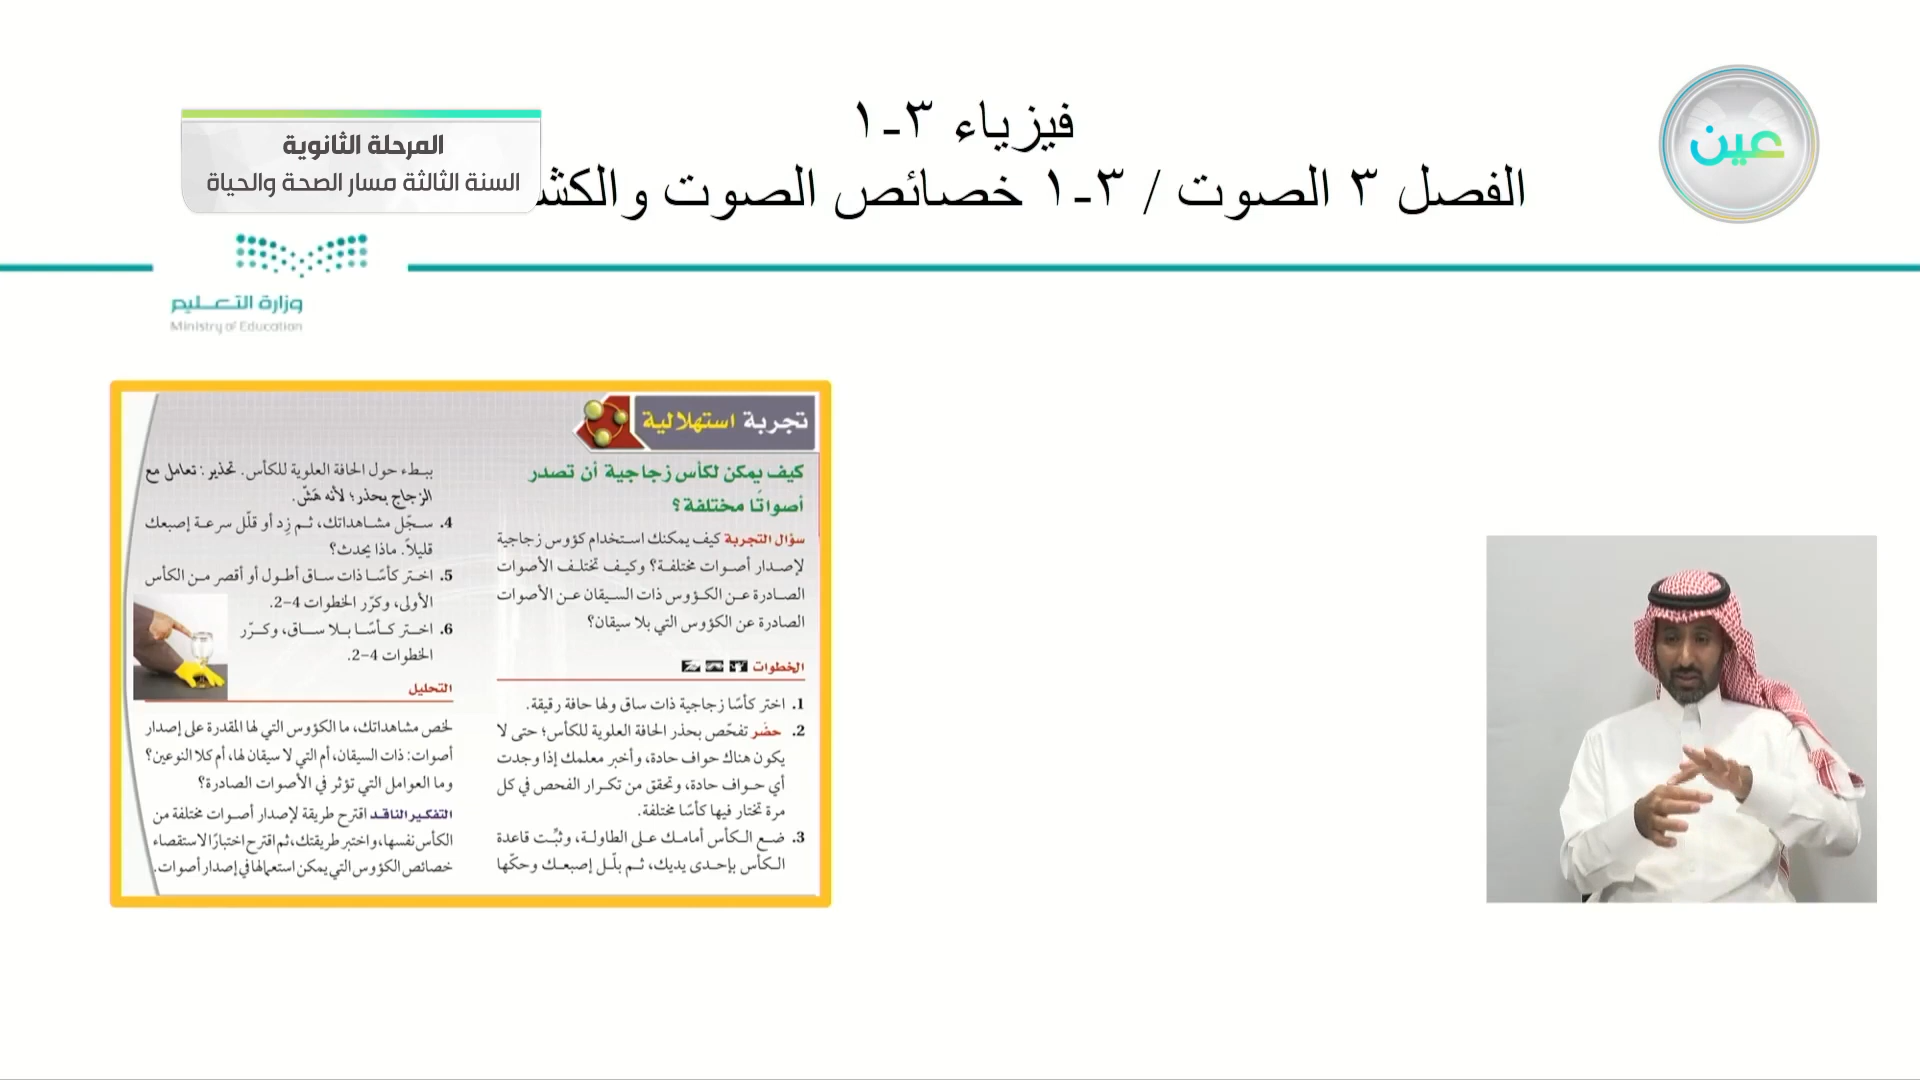 فيزياء ٣-١
الفصل ٣ الصوت / ٣-١ خصائص الصوت والكشـ
المرحلة الثانوية
السنة الثالثة مسار الصحة والحياة
عين
وزارة التعـــليم
Ministry of Education
تجربة استهلالية
كيف يمكن لكأس زجاجية أن تصدر
أصواتًا مختلفة؟
سؤال التجربة كيف يمكنك استخدام كؤوس زجاجية
لإصدار أصوات مختلفة؟ وكيف تختلف الأصوات
الصادرة عن الكؤوس ذات السيقان عن الأصوات
الصادرة عن الكؤوس التي بلا سيقان؟
الخطوات
1. اختر كأسًا زجاجية ذات ساق ولها حافة رقيقة.
2. حضّر تفحّص بحذر الحافة العلوية للكأس؛ حتى لا
يكون هناك حواف حادة، وأخبر معلمك إذا وجدت
أي حواف حادة، وتحقق من تكرار الفحص في كل
مرة تختار فيها كأسًا مختلفة.
3. ضع الكأس أمامك على الطاولة، وثبّت قاعدة
الكأس بإحدى يديك، ثم بلّل إصبعك وحكّها
ببطء حول الحافة العلوية للكأس. تحذير: تعامل مع
الزجاج بحذر؛ لأنه هَشّ.
4. سجّل مشاهداتك، ثم زِد أو قلّل سرعة إصبعك
قليلاً. ماذا يحدث؟
5. اختر كأسًا ذات ساق أطول أو أقصر من الكأس
الأولى، وكرّر الخطوات 4-2.
6. اختر كأسًا بلا ساق، وكرّر
الخطوات 4-2.
التحليل
لخص مشاهداتك، ما الكؤوس التي لها المقدرة على إصدار
أصوات: ذات السيقان، أم التي لا سيقان لها، أم كلا النوعين؟
وما العوامل التي تؤثر في الأصوات الصادرة؟
التفكير الناقد اقترح طريقة لإصدار أصوات مختلفة من
الكأس نفسها، واختبر طريقتك، ثم اقترح اختبارًا لاستقصاء
خصائص الكؤوس التي يمكن استعمالها في إصدار أصوات.